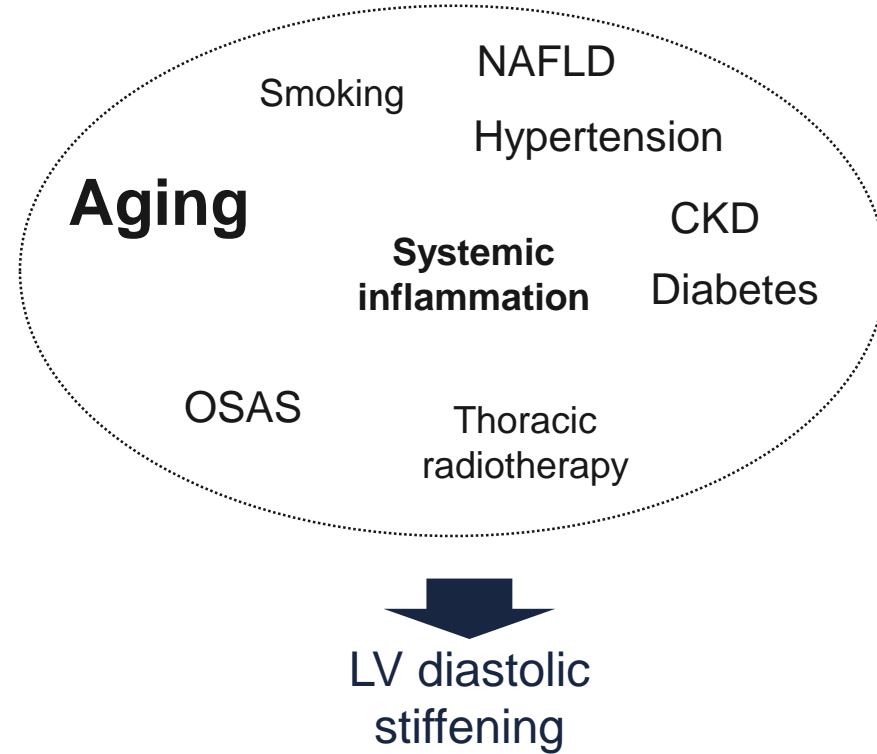 NAFLD
Smoking
Hypertension
Aging
CKD
Systemic
inflammation
Diabetes
OSAS
Thoracic
radiotherapy
LV diastolic
stiffening